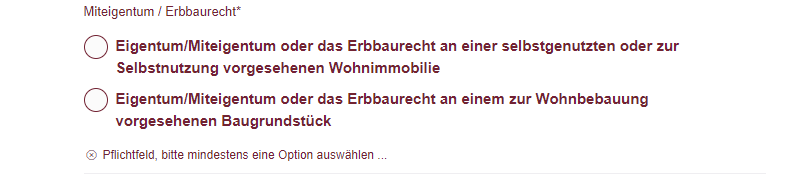 Miteigentum / Erbbaurecht*
Eigentum/Miteigentum oder das Erbbaurecht an einer selbstgenutzten oder zur
Selbstnutzung vorgesehenen Wohnimmobilie
Eigentum/Miteigentum oder das Erbbaurecht an einem zur Wohnbebauung
vorgesehenen Baugrundstück
Pflichtfeld, bitte mindestens eine Option auswählen ...